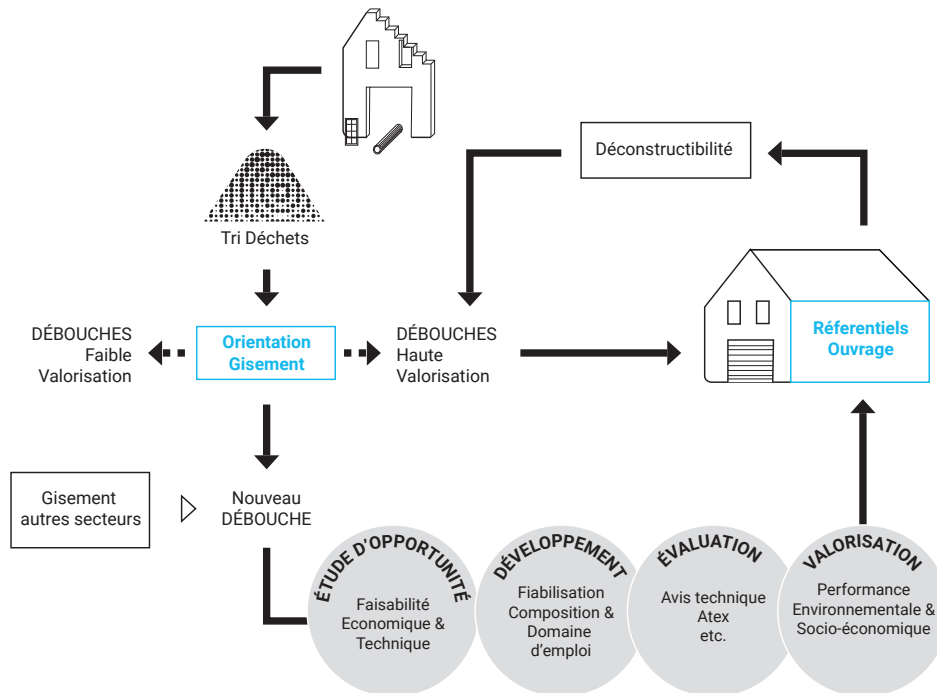 Déconstructibilité
Tri Déchets
DÉBOUCHES
Faible
Valorisation
Orientation
Gisement
DÉBOUCHES
Haute
Valorisation
Réferentiels
Ouvrage
Gisement
autres secteurs
Nouveau
DÉBOUCHE
ÉTUDE D'OPPORTUNITÉ
Faisabilité
Economique &
Technique
DÉVELOPPEMENT
Fiabilisation
Composition &
Domaine
d'emploi
ÉVALUATION
Avis technique
Atex
etc.
VALORISATION
Performance
Environnementale &
Socio-économique